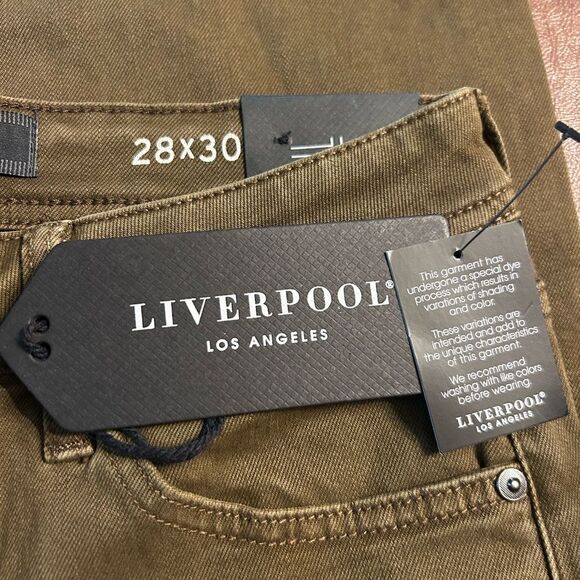 28X30
LIVERPOOL®
LOS ANGELES
This garment has
undergone a special dye
process which results in
varations of shading
and color.
These variations are
intended and add to
the unique characteristics
of this garment.
We recommend
washing with like colors
before wearing.
LIVERPOOL®
LOS ANGELES